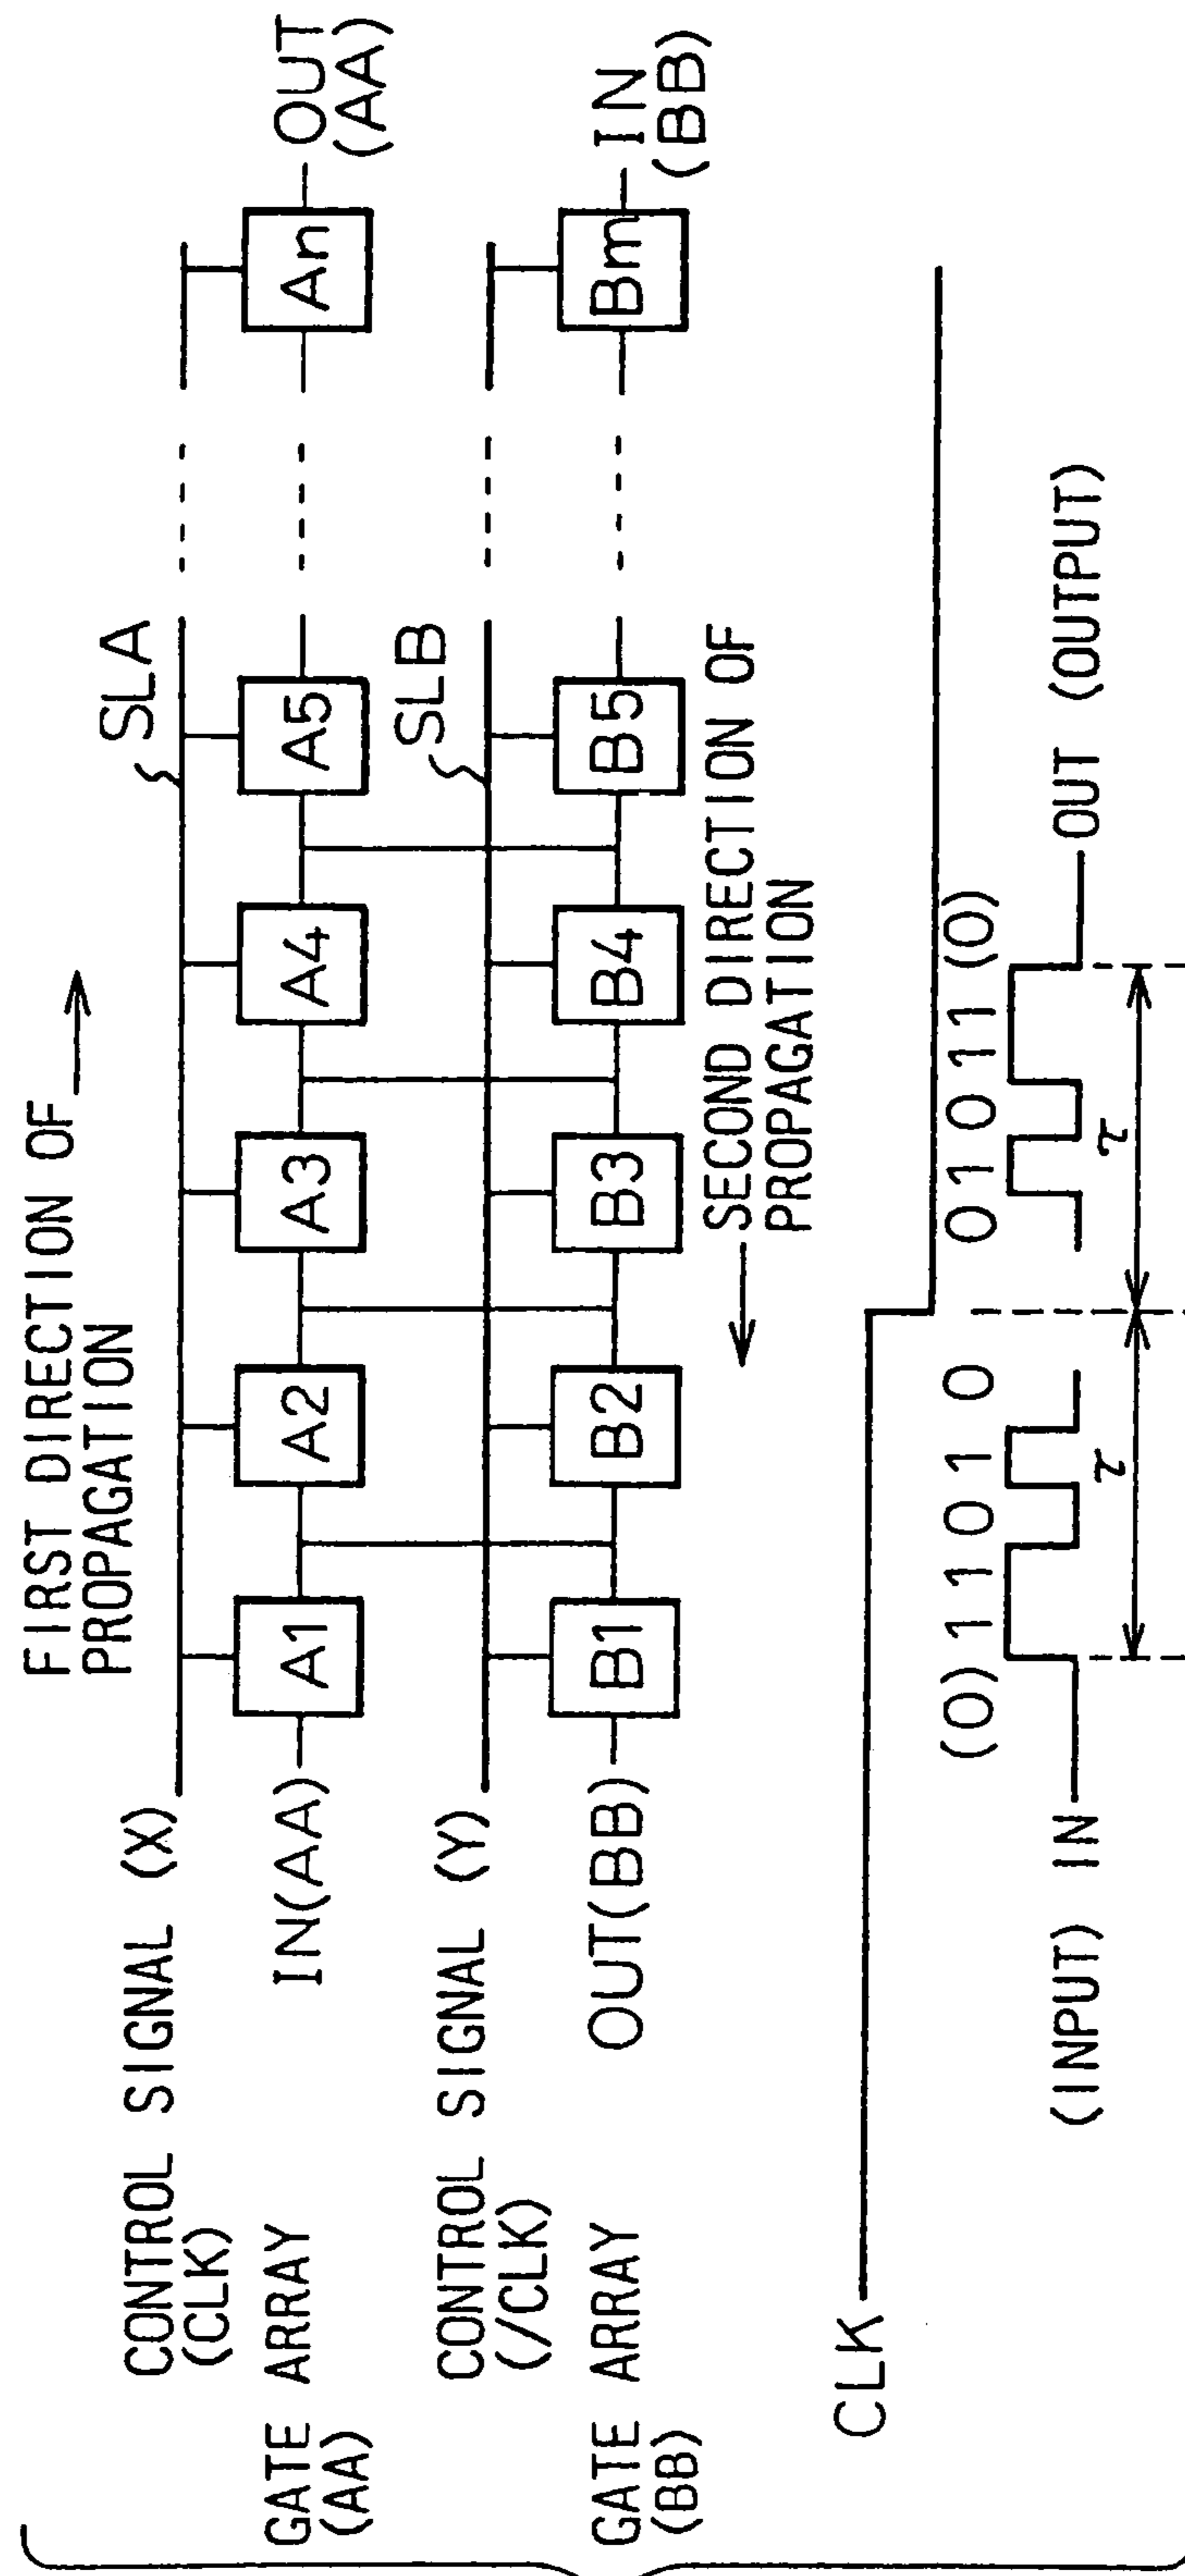 FIRST DIRECTION OF
PROPAGATION
CONTROL SIGNAL (X)
(CLK)
SLA
GATE ARRAY
(AA)
IN(AA)
A1
A2
A3
A4
A5
An
OUT
(AA)
CONTROL SIGNAL (Y)
(/CLK)
SLB
GATE ARRAY
(BB)
OUT(BB)
B1
B2
B3
B4
B5
Bm
IN
(BB)
SECOND DIRECTION OF
PROPAGATION
CLK
(0) 1 1 0 1 0
0 1 0 1 1 (0)
(INPUT) IN
OUT (OUTPUT)
τ
τ